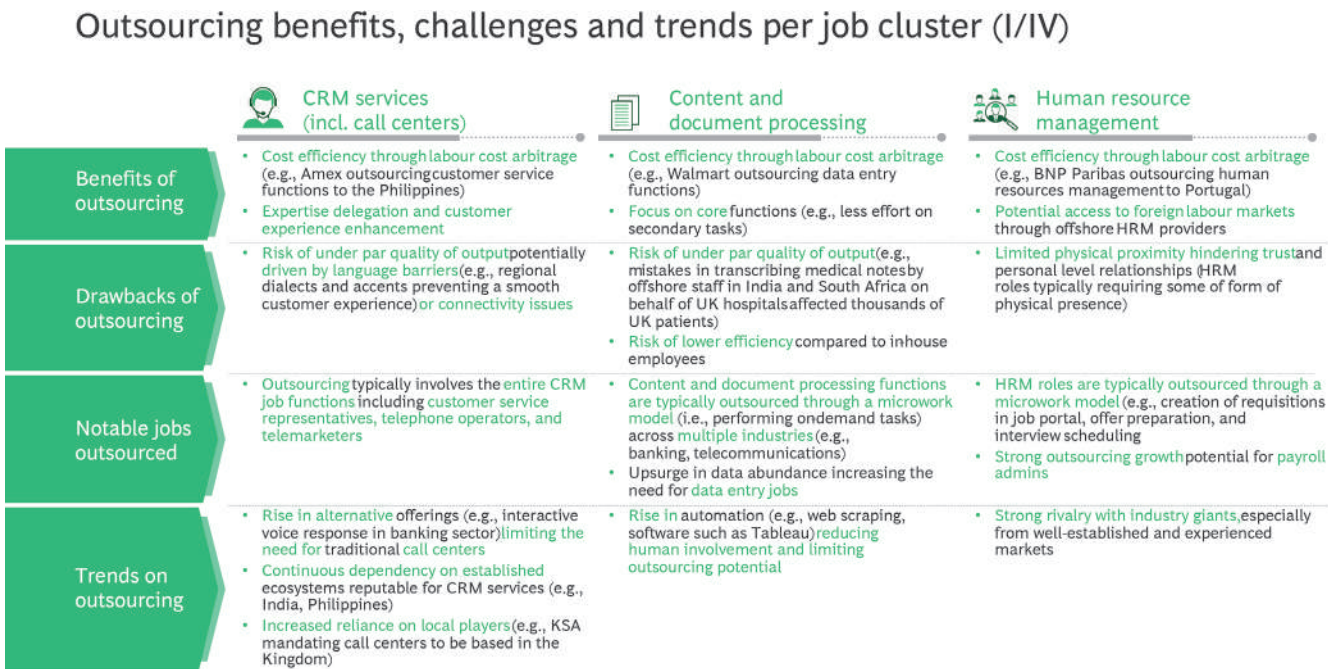 Outsourcing benefits, challenges and trends per job cluster (I/IV)
CRM services
(incl. call centers)
Content and
document processing
Human resource
management
Benefits of
outsourcing
• Cost efficiency through labour cost arbitrage
(e.g., Amex outsourcingcustomer service
functions to the Philippines)
• Expertise delegation and customer
experience enhancement
• Cost efficiency through labour cost arbitrage
(e.g., Walmart outsourcing data entry
functions)
• Focus on core functions (e.g., less effort on
secondary tasks)
• Cost efficiency through labour cost arbitrage
(e.g., BNP Paribas outsourcing human
resources management to Portugal)
• Potential access to foreign labour markets
through offshore HRM providers
Drawbacks of
outsourcing
• Risk of under par quality of output potentially
driven by language barriers (e.g., regional
dialects and accents preventing a smooth
customer experience) or connectivity issues
• Risk of under par quality of output (e.g.,
mistakes in transcribing medical notes by
offshore staff in India and South Africa on
behalf of UK hospitals affected thousands of
UK patients)
• Risk of lower efficiency compared to inhouse
employees
• Limited physical proximity hindering trust and
personal level relationships (HRM
roles typically requiring some of form of
physical presence)
Notable jobs
outsourced
• Outsourcing typically involves the entire CRM
job functions including customer service
representatives, telephone operators, and
telemarketers
• Content and document processing functions
are typically outsourced through a microwork
model (i.e., performing ondemand tasks)
across multiple industries (e.g.,
banking, telecommunications)
• Upsurge in data abundance increasing the
need for data entry jobs
• HRM roles are typically outsourced through a
microwork model (e.g., creation of requisitions
in job portal, offer preparation, and
interview scheduling
• Strong outsourcing growth potential for payroll
admins
Trends on
outsourcing
• Rise in alternative offerings (e.g., interactive
voice response in banking sector) limiting the
need for traditional call centers
• Continuous dependency on established
ecosystems reputable for CRM services (e.g.,
India, Philippines)
• Increased reliance on local players (e.g., KSA
mandating call centers to be based in the
Kingdom)
• Rise in automation (e.g., web scraping,
software such as Tableau) reducing
human involvement and limiting
outsourcing potential
• Strong rivalry with industry giants, especially
from well-established and experienced
markets